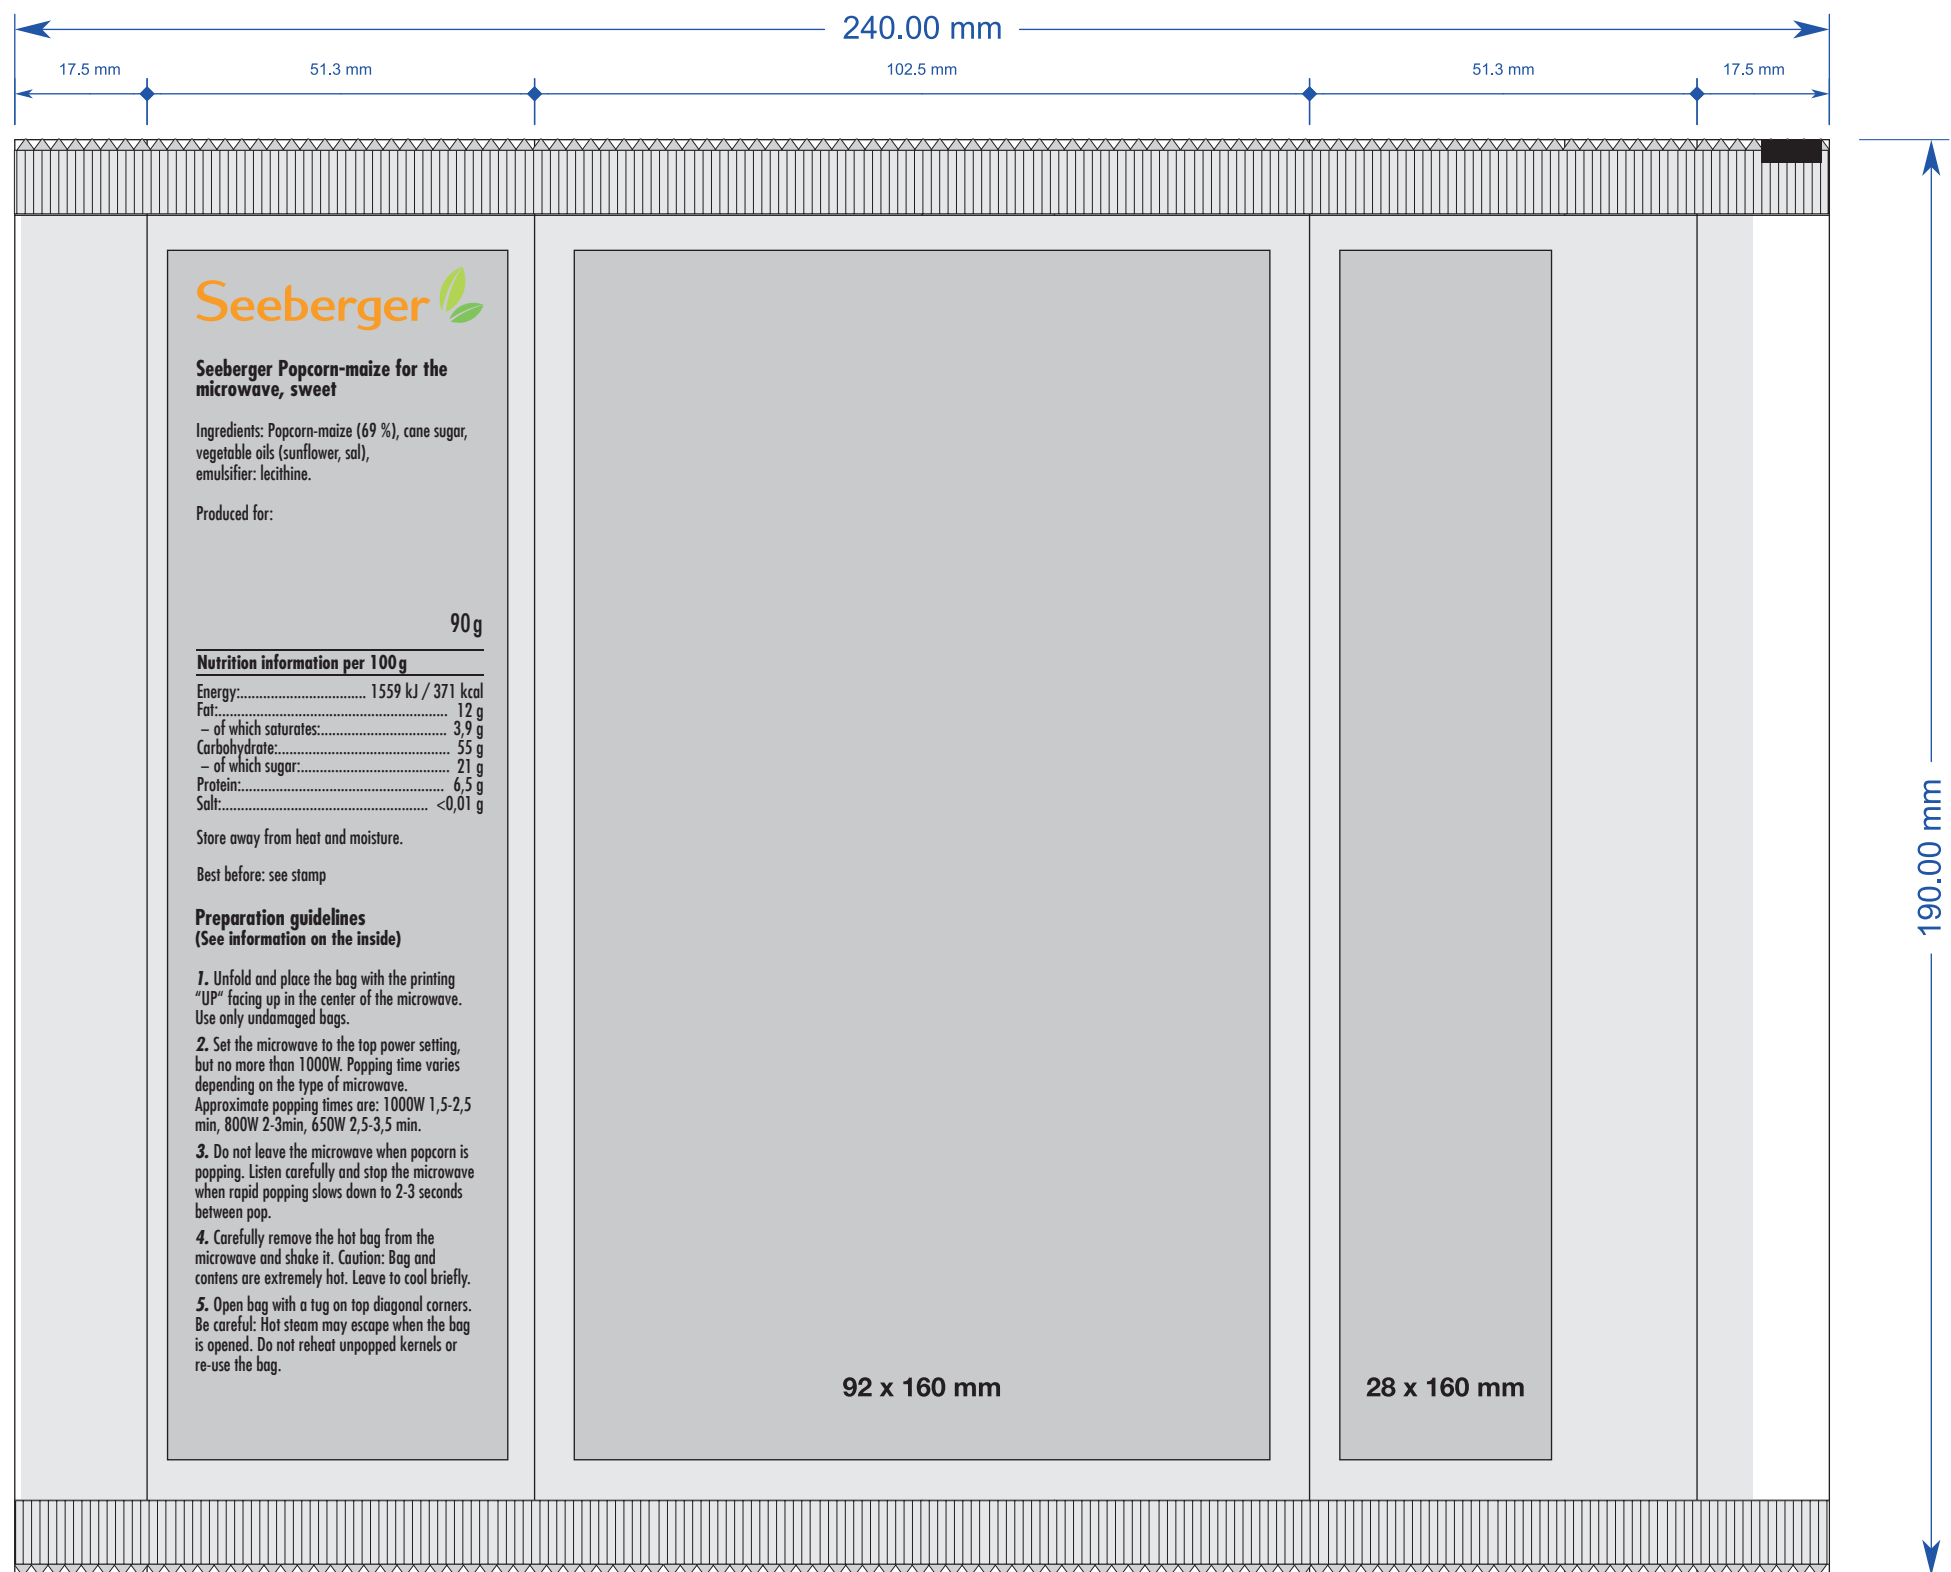 240.00 mm
17.5 mm
51.3 mm
102.5 mm
51.3 mm
17.5 mm
Seeberger
Seeberger Popcorn-maize for the
microwave, sweet
Ingredients: Popcorn-maize (69 %), cane sugar,
vegetable oils (sunflower, sal),
emulsifier: lecithine.
Produced for:
90 g
Nutrition information per 100 g
Energy:................................. 1559 kJ / 371 kcal
Fat:............................................................ 12 g
– of which saturates:................................. 3,9 g
Carbohydrate:............................................. 55 g
– of which sugar:....................................... 21 g
Protein:..................................................... 6,5 g
Salt:...................................................... <0,01 g
Store away from heat and moisture.
Best before: see stamp
Preparation guidelines
(See information on the inside)
1. Unfold and place the bag with the printing
“UP“ facing up in the center of the microwave.
Use only undamaged bags.
2. Set the microwave to the top power setting,
but no more than 1000W. Popping time varies
depending on the type of microwave.
Approximate popping times are: 1000W 1,5-2,5
min, 800W 2-3min, 650W 2,5-3,5 min.
3. Do not leave the microwave when popcorn is
popping. Listen carefully and stop the microwave
when rapid popping slows down to 2-3 seconds
between pop.
4. Carefully remove the hot bag from the
microwave and shake it. Caution: Bag and
contens are extremely hot. Leave to cool briefly.
5. Open bag with a tug on top diagonal corners.
Be careful: Hot steam may escape when the bag
is opened. Do not reheat unpopped kernels or
re-use the bag.
92 x 160 mm
28 x 160 mm
190.00 mm